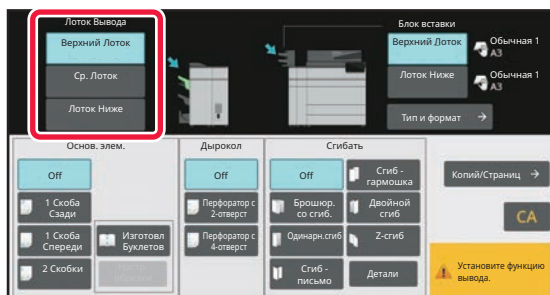 Лоток Вывода
Верхний Лоток
Ср. Лоток
Лоток Ниже
Блок вставки
Верхний Лоток
Обычная 1
A3
Лоток Ниже
Обычная 1
A3
Тип и формат
Основ. элем.
Off
1 Скоба
Сзади
1 Скоба
Спереди
2 Скобки
Изготовл
Буклетов
Дырокол
Off
Перфоратор с
2-отверст
Перфоратор с
4-отверст
Сгибать
Off
Сгиб -
гармошка
Брошюр.
со сгиб.
Двойной
сгиб
Одинарн.сгиб
Z-сгиб
Сгиб -
письмо
Детали
Копий/Страниц
CA
Установите функцию
вывода.